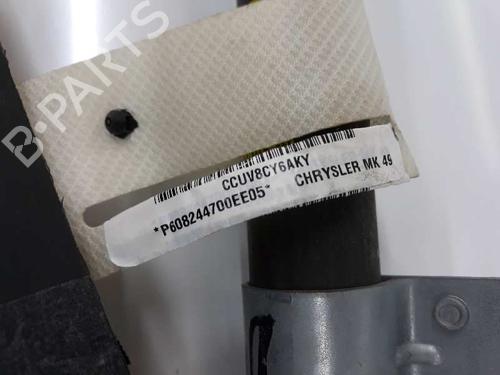 B-PARTS
CCUV8CY6AKY
*P608244700EE05* CHRYSLER MK 49